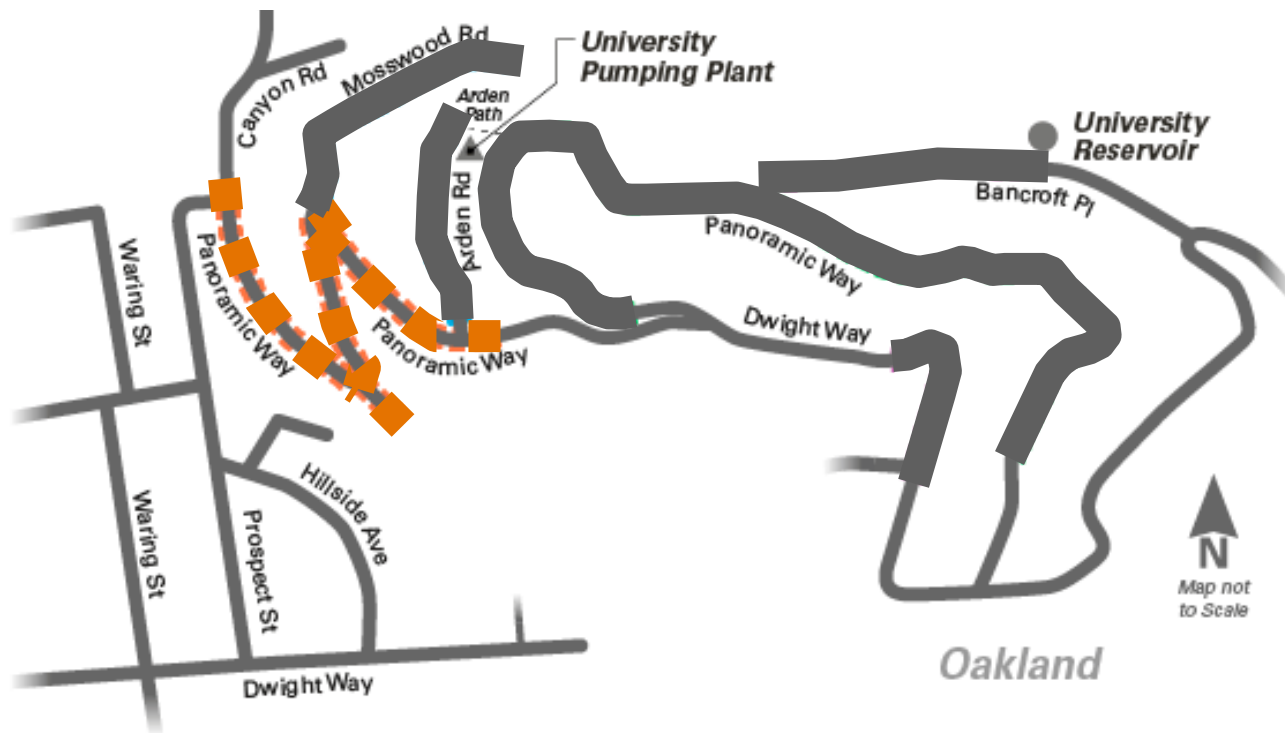 Mosswood Rd
University
Pumping Plant
Canyon Rd
Arden
Path
University
Reservoir
Bancroft Pl
Arden Rd
Panoramic Way
Waring St
Panoramic Way
Panoramic Way
Dwight Way
Hillside Ave
Waring St
Prospect St
N
Map not
to Scale
Oakland
Dwight Way